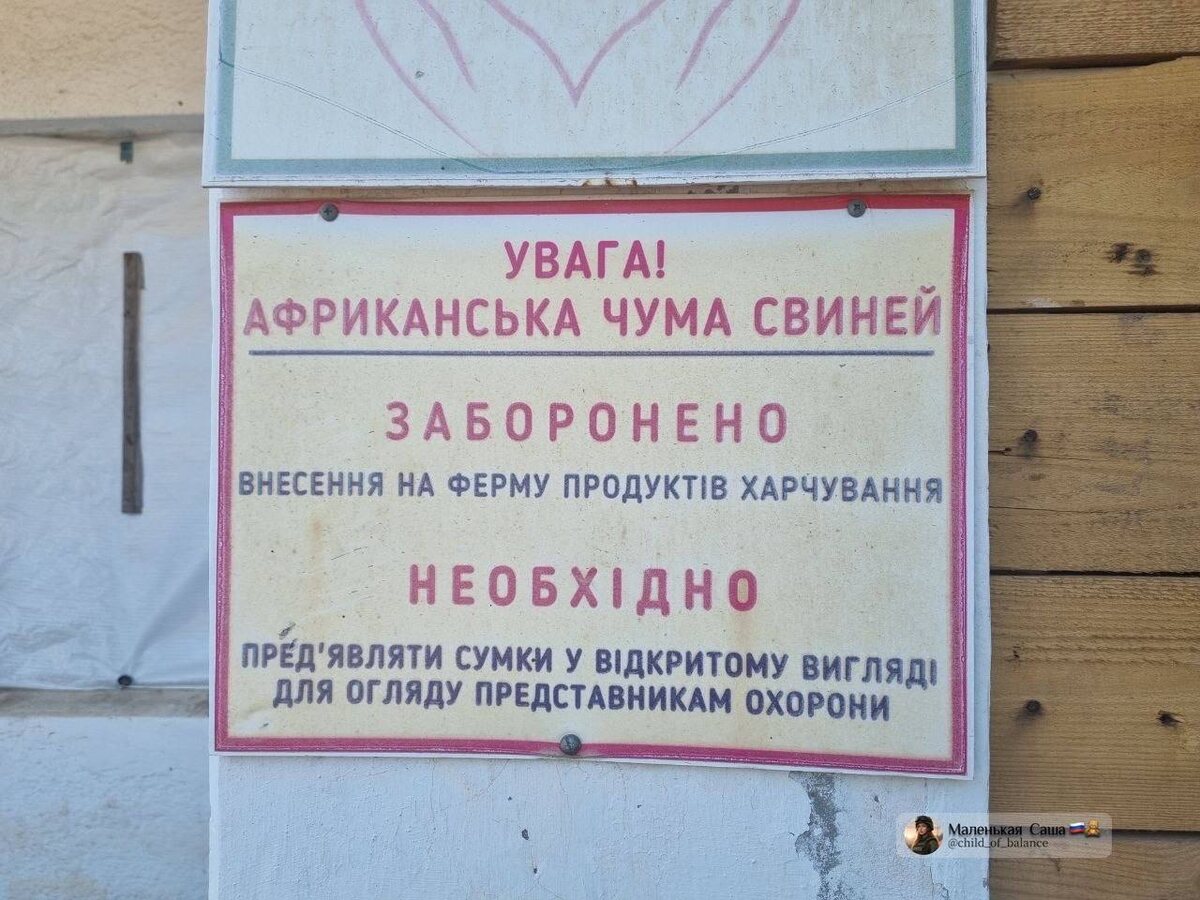 УВАГА!
АФРИКАНСЬКА ЧУМА СВИНЕЙ
ЗАБОРОНЕНО
ВНЕСЕННЯ НА ФЕРМУ ПРОДУКТІВ ХАРЧУВАННЯ
НЕОБХІДНО
ПРЕД'ЯВЛЯТИ СУМКИ У ВІДКРИТОМУ ВИГЛЯДІ
ДЛЯ ОГЛЯДУ ПРЕДСТАВНИКАМ ОХОРОНИ
Маленькая Саша
@child_of_balance